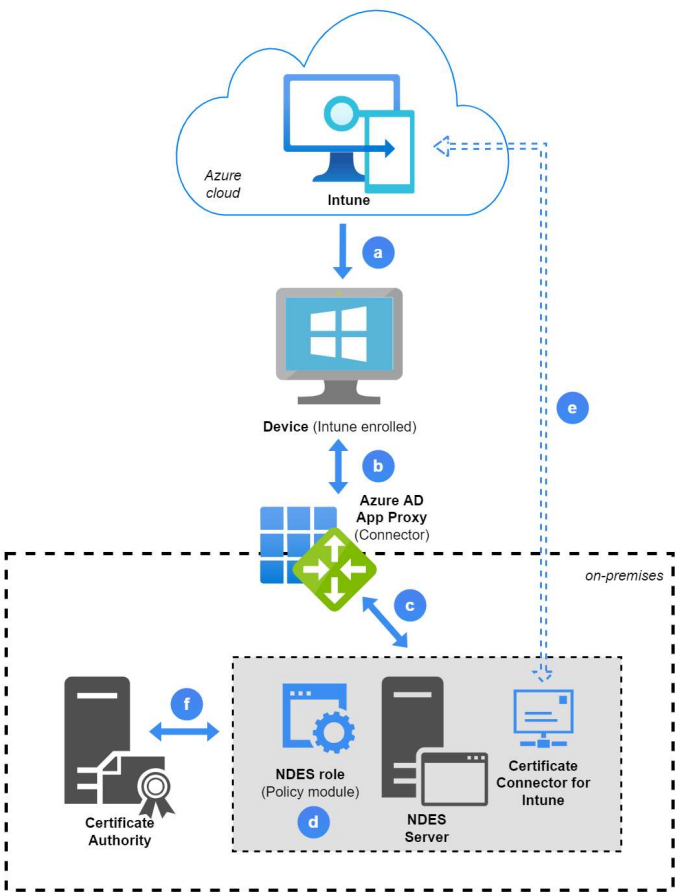 Azure
cloud
Intune
a
Device (Intune enrolled)
e
b
Azure AD
App Proxy
(Connector)
on-premises
c
f
NDES role
(Policy module)
d
Certificate
Authority
NDES
Server
Certificate
Connector for
Intune